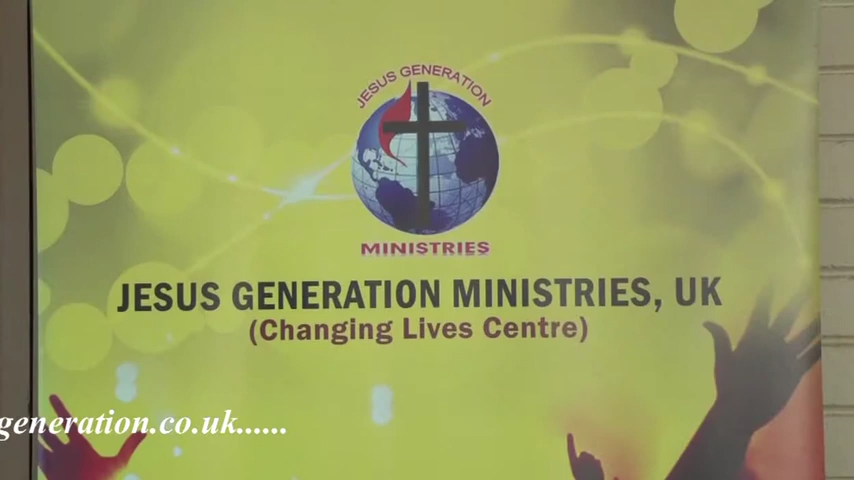 JESUS GENERATION
MINISTRIES
JESUS GENERATION MINISTRIES, UK
(Changing Lives Centre)
generation.co.uk......